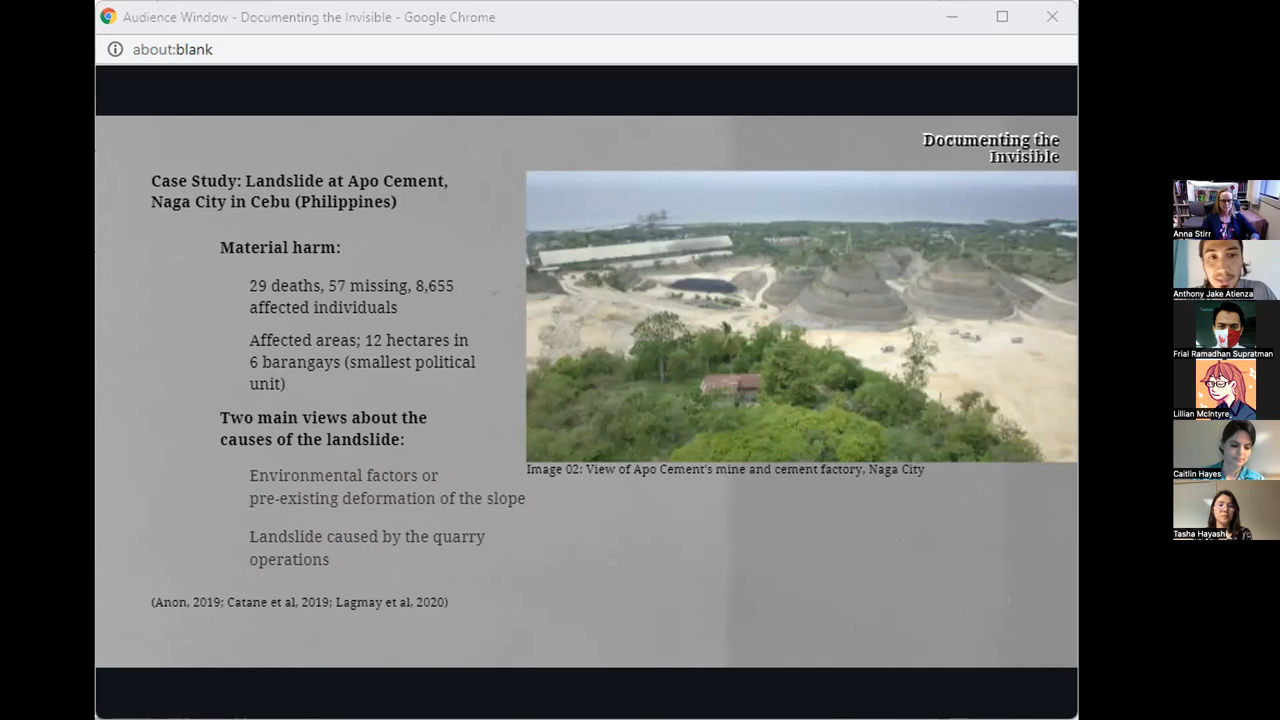 Audience Window - Documenting the Invisible - Google Chrome
about:blank
Documenting the
Invisible
Case Study: Landslide at Apo Cement,
Naga City in Cebu (Philippines)
Material harm:
29 deaths, 57 missing, 8,655
affected individuals
Affected areas; 12 hectares in
6 barangays (smallest political
unit)
Two main views about the
causes of the landslide:
Environmental factors or
pre-existing deformation of the slope
Landslide caused by the quarry
operations
(Anon, 2019; Catane et al, 2019; Lagmay et al, 2020)
Image 02: View of Apo Cement's mine and cement factory, Naga City
Anna Stirr
Anthony Jake Atienza
Frial Ramadhan Supratman
Lillian McIntyre
Caitlin Hayes
Tasha Hayashi